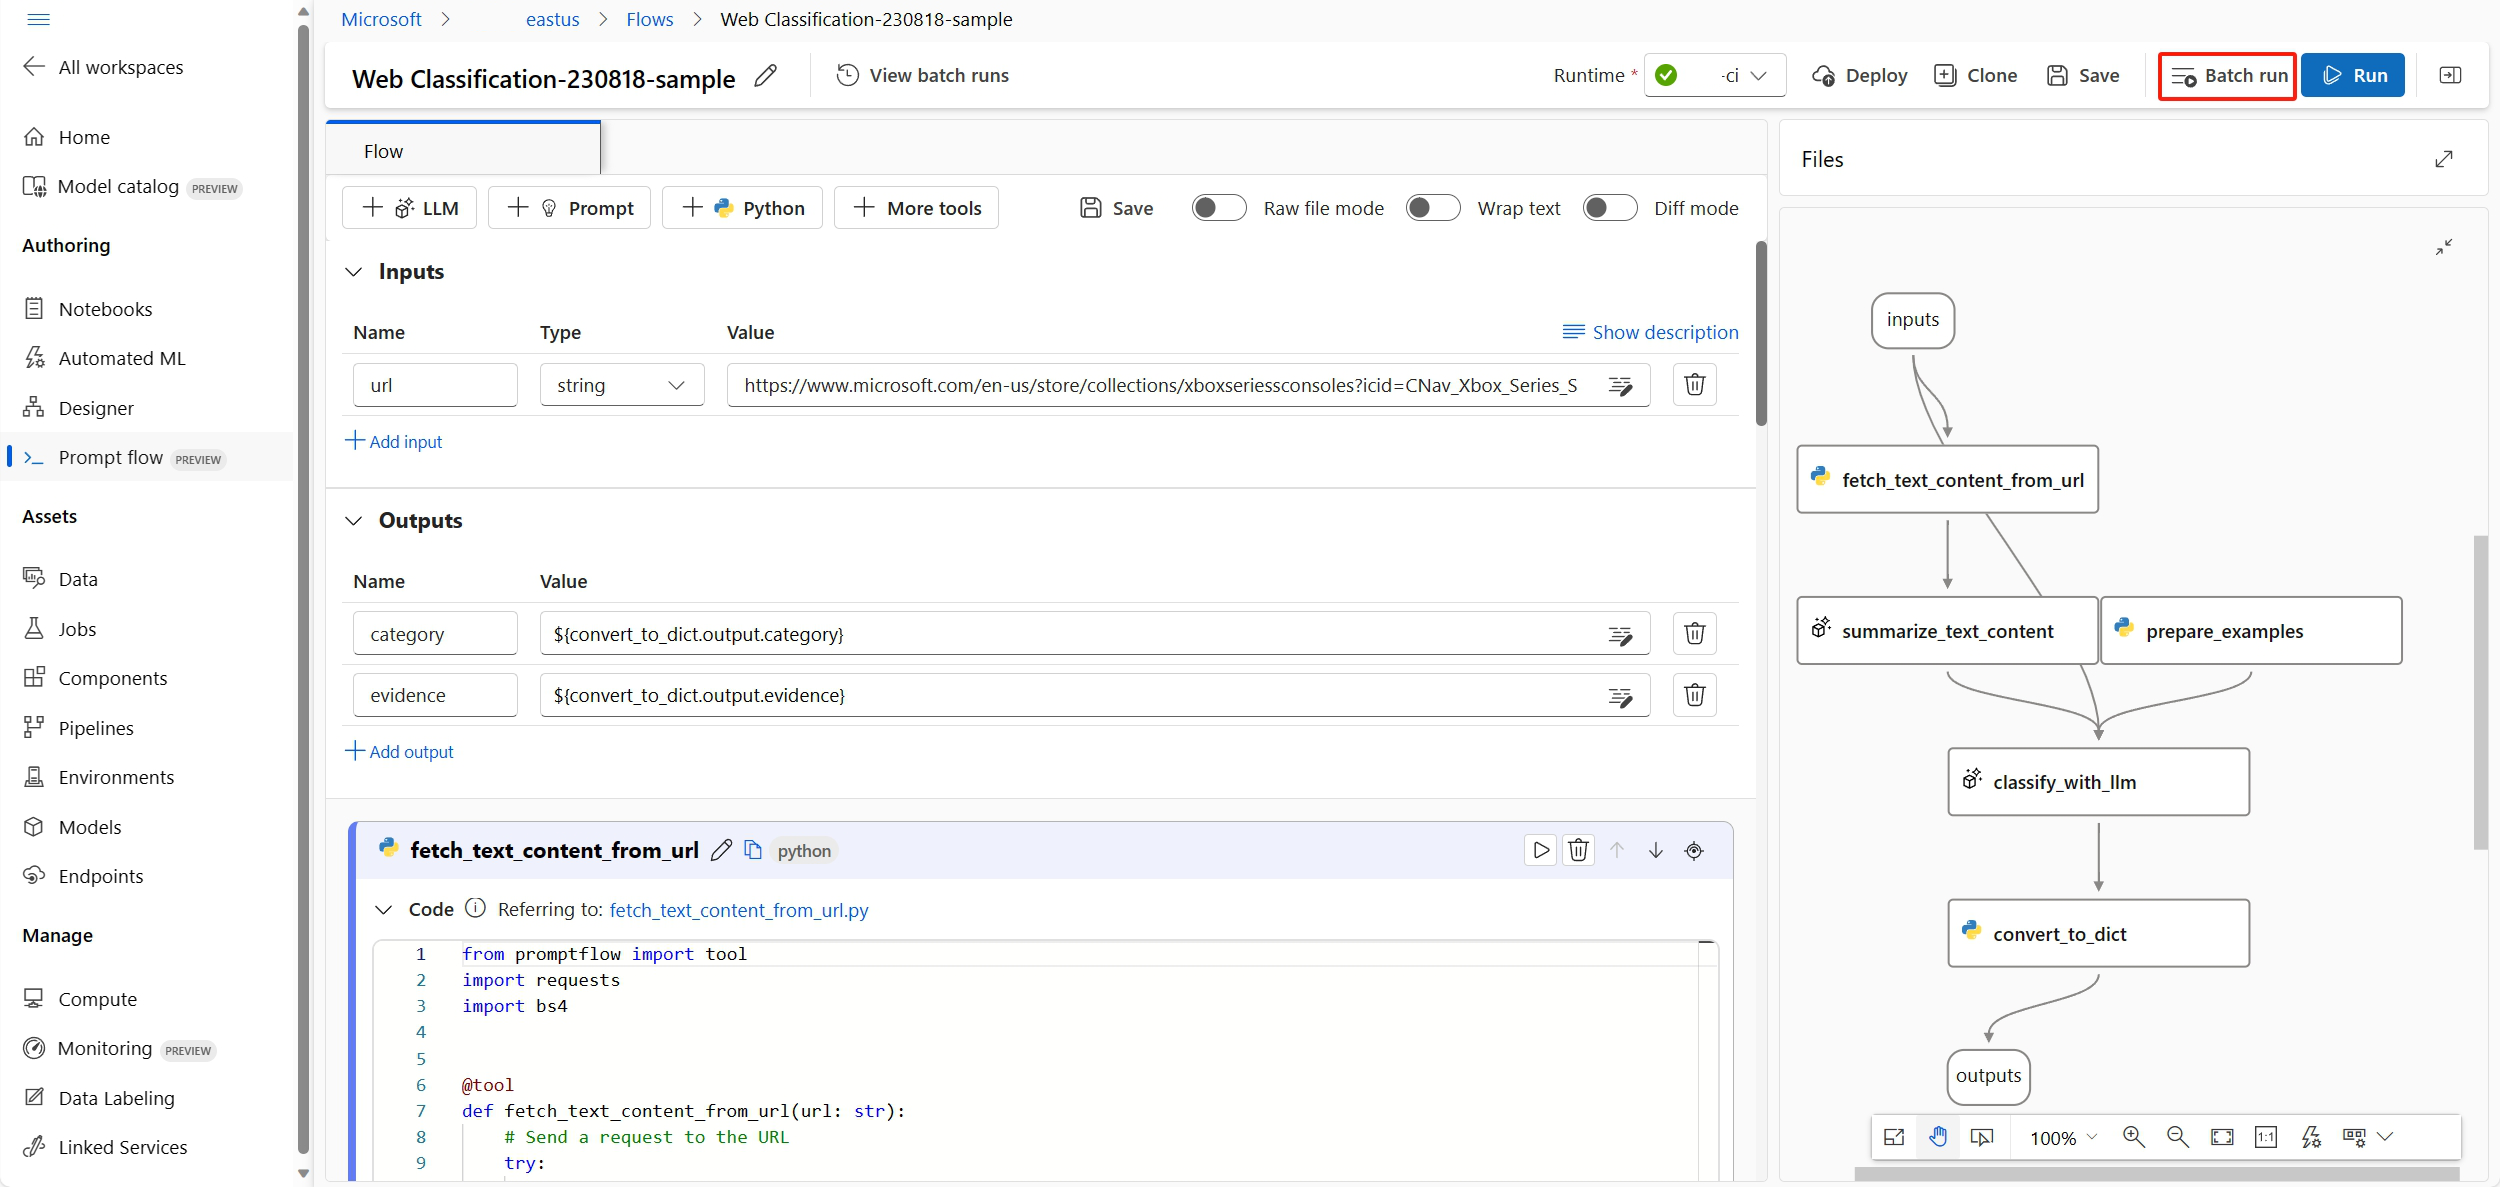 Microsoft > eastus > Flows > Web Classification-230818-sample
All workspaces
Home
Model catalog PREVIEW
Authoring
Notebooks
Automated ML
Designer
Prompt flow PREVIEW
Assets
Data
Jobs
Components
Pipelines
Environments
Models
Endpoints
Manage
Compute
Monitoring PREVIEW
Data Labeling
Linked Services
Web Classification-230818-sample View batch runs Runtime * -ci Deploy Clone Save Batch run Run
Flow
LLM Prompt Python More tools Save Raw file mode Wrap text Diff mode
Inputs
Name Type Value Show description
url string https://www.microsoft.com/en-us/store/collections/xboxseriessconsoles?icid=CNav_Xbox_Series_S
Add input
Outputs
Name Value
category ${convert_to_dict.output.category}
evidence ${convert_to_dict.output.evidence}
Add output
fetch_text_content_from_url python
Code Referring to: fetch_text_content_from_url.py
1 from promptflow import tool
2 import requests
3 import bs4
4
5
6 @tool
7 def fetch_text_content_from_url(url: str):
8 # Send a request to the URL
9 try:
Files
inputs
fetch_text_content_from_url
summarize_text_content prepare_examples
classify_with_llm
convert_to_dict
outputs
100% 1:1